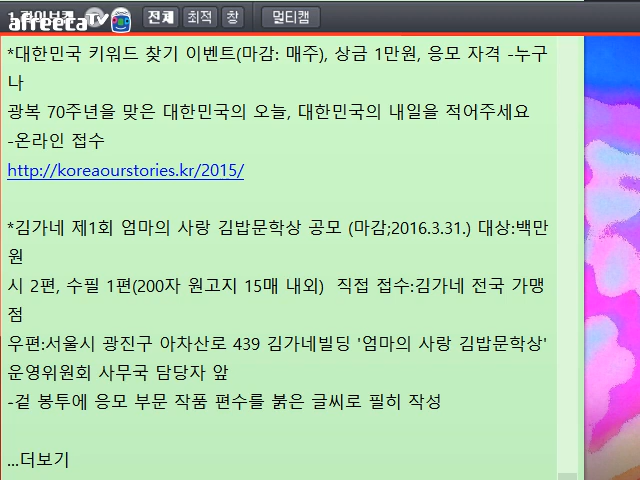 afreecaTV
전체 최적 창 멀티캠
*대한민국 키워드 찾기 이벤트(마감: 매주), 상금 1만원, 응모 자격 -누구
나
광복 70주년을 맞은 대한민국의 오늘, 대한민국의 내일을 적어주세요
-온라인 접수
http://koreaourstories.kr/2015/
*김가네 제1회 엄마의 사랑 김밥문학상 공모 (마감;2016.3.31.) 대상:백만
원
시 2편, 수필 1편(200자 원고지 15매 내외)  직접 접수:김가네 전국 가맹
점
우편:서울시 광진구 아차산로 439 김가네빌딩 '엄마의 사랑 김밥문학상'
운영위원회 사무국 담당자 앞
-겉 봉투에 응모 부문 작품 편수를 붉은 글씨로 필히 작성
...더보기